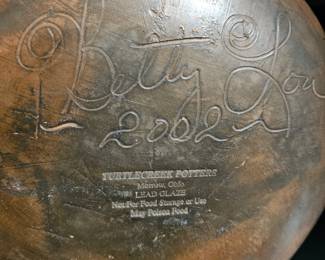 Betty Lou
2002
TURTLECREEK POTTERS
Morrow, Ohio
LEAD GLAZE
Not For Food Storage or Use
May Poison Food